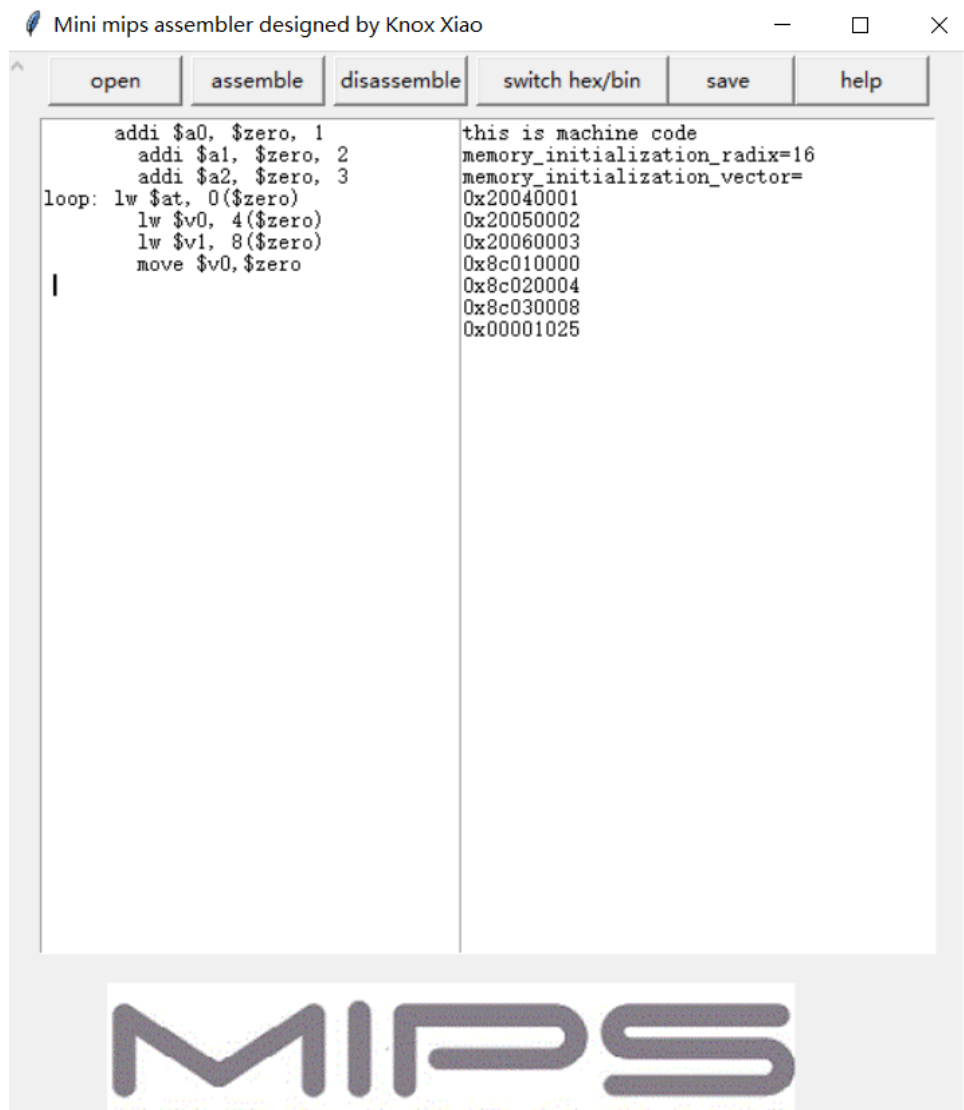 Mini mips assembler designed by Knox Xiao
open assemble disassemble switch hex/bin save help
addi $a0, $zero, 1
addi $a1, $zero, 2
addi $a2, $zero, 3
loop: lw $at, 0($zero)
lw $v0, 4($zero)
lw $v1, 8($zero)
move $v0,$zero
this is machine code
memory_initialization_radix=16
memory_initialization_vector=
0x20040001
0x20050002
0x20060003
0x8c010000
0x8c020004
0x8c030008
0x00001025
MIPS